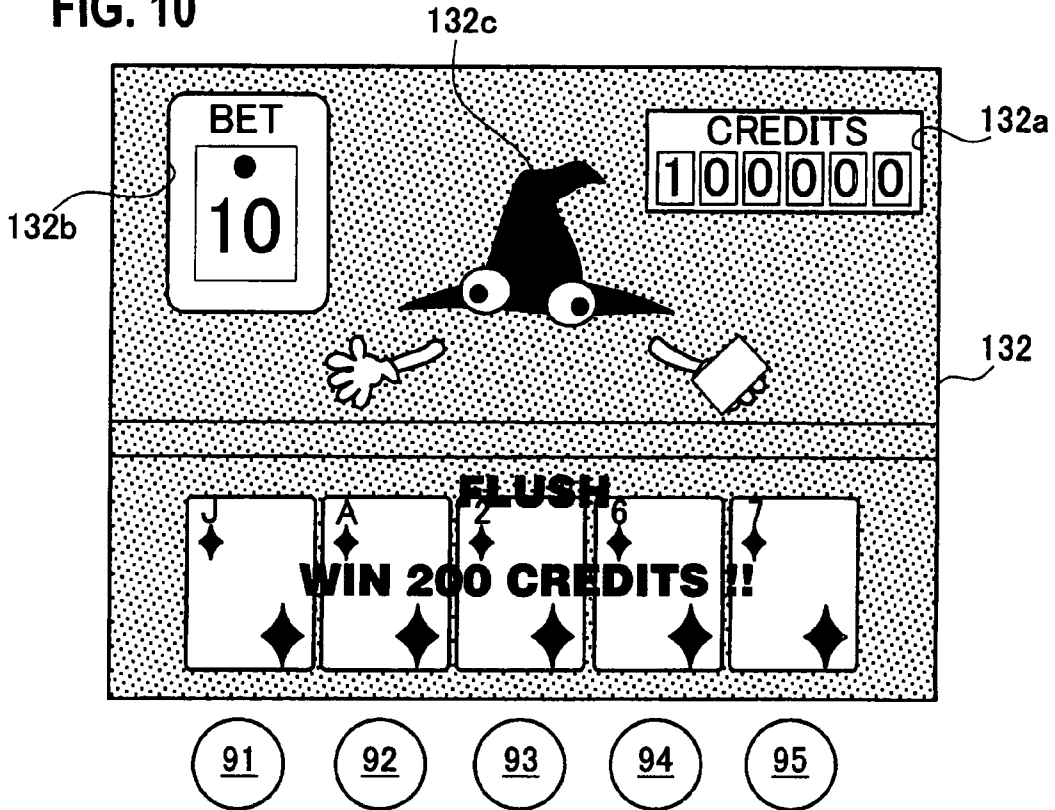 FIG. 10
132c
BET
10
132b
CREDITS
100000
132a
132
FLUSH
J A 2 6 7
WIN 200 CREDITS !!
91 92 93 94 95